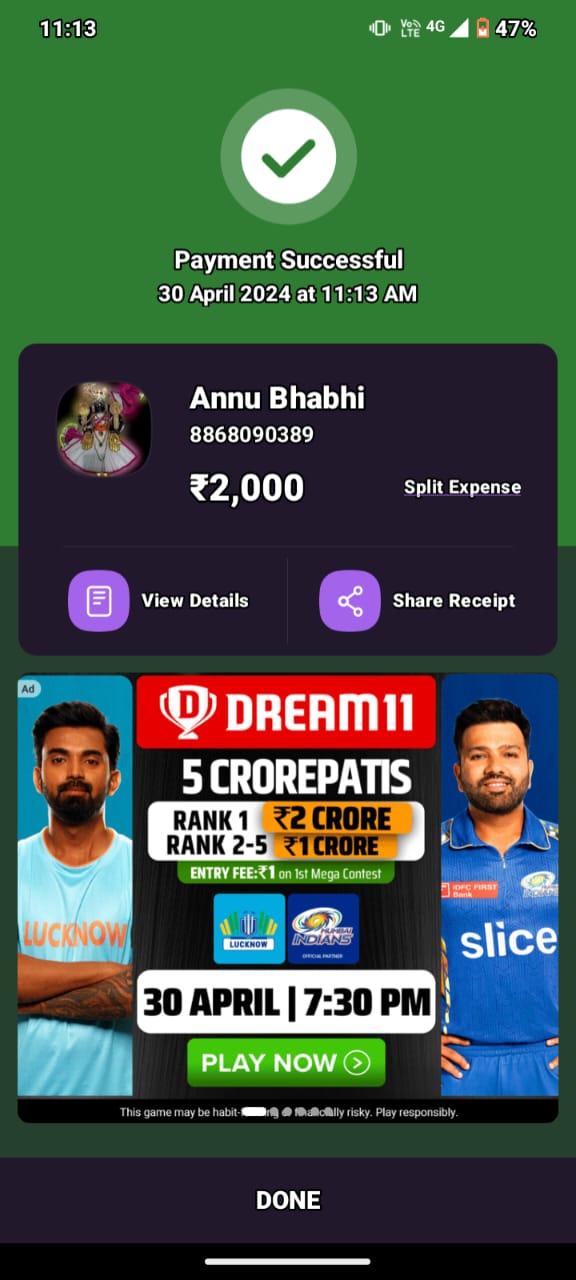 11:13
Vo LTE 4G 47%
Payment Successful
30 April 2024 at 11:13 AM
Annu Bhabhi
8868090389
₹2,000
Split Expense
View Details
Share Receipt
Ad
DREAM11
5 CROREPATIS
RANK 1 ₹2 CRORE
RANK 2-5 ₹1 CRORE
ENTRY FEE:₹1 on 1st Mega Contest
LUCKNOW
IDFC FIRST
Bank
LUCKNOW
MUMBAI
INDIANS
OFFICIAL PARTNER
slice
30 APRIL | 7:30 PM
PLAY NOW
This game may be habit- financially risky. Play responsibly.
DONE